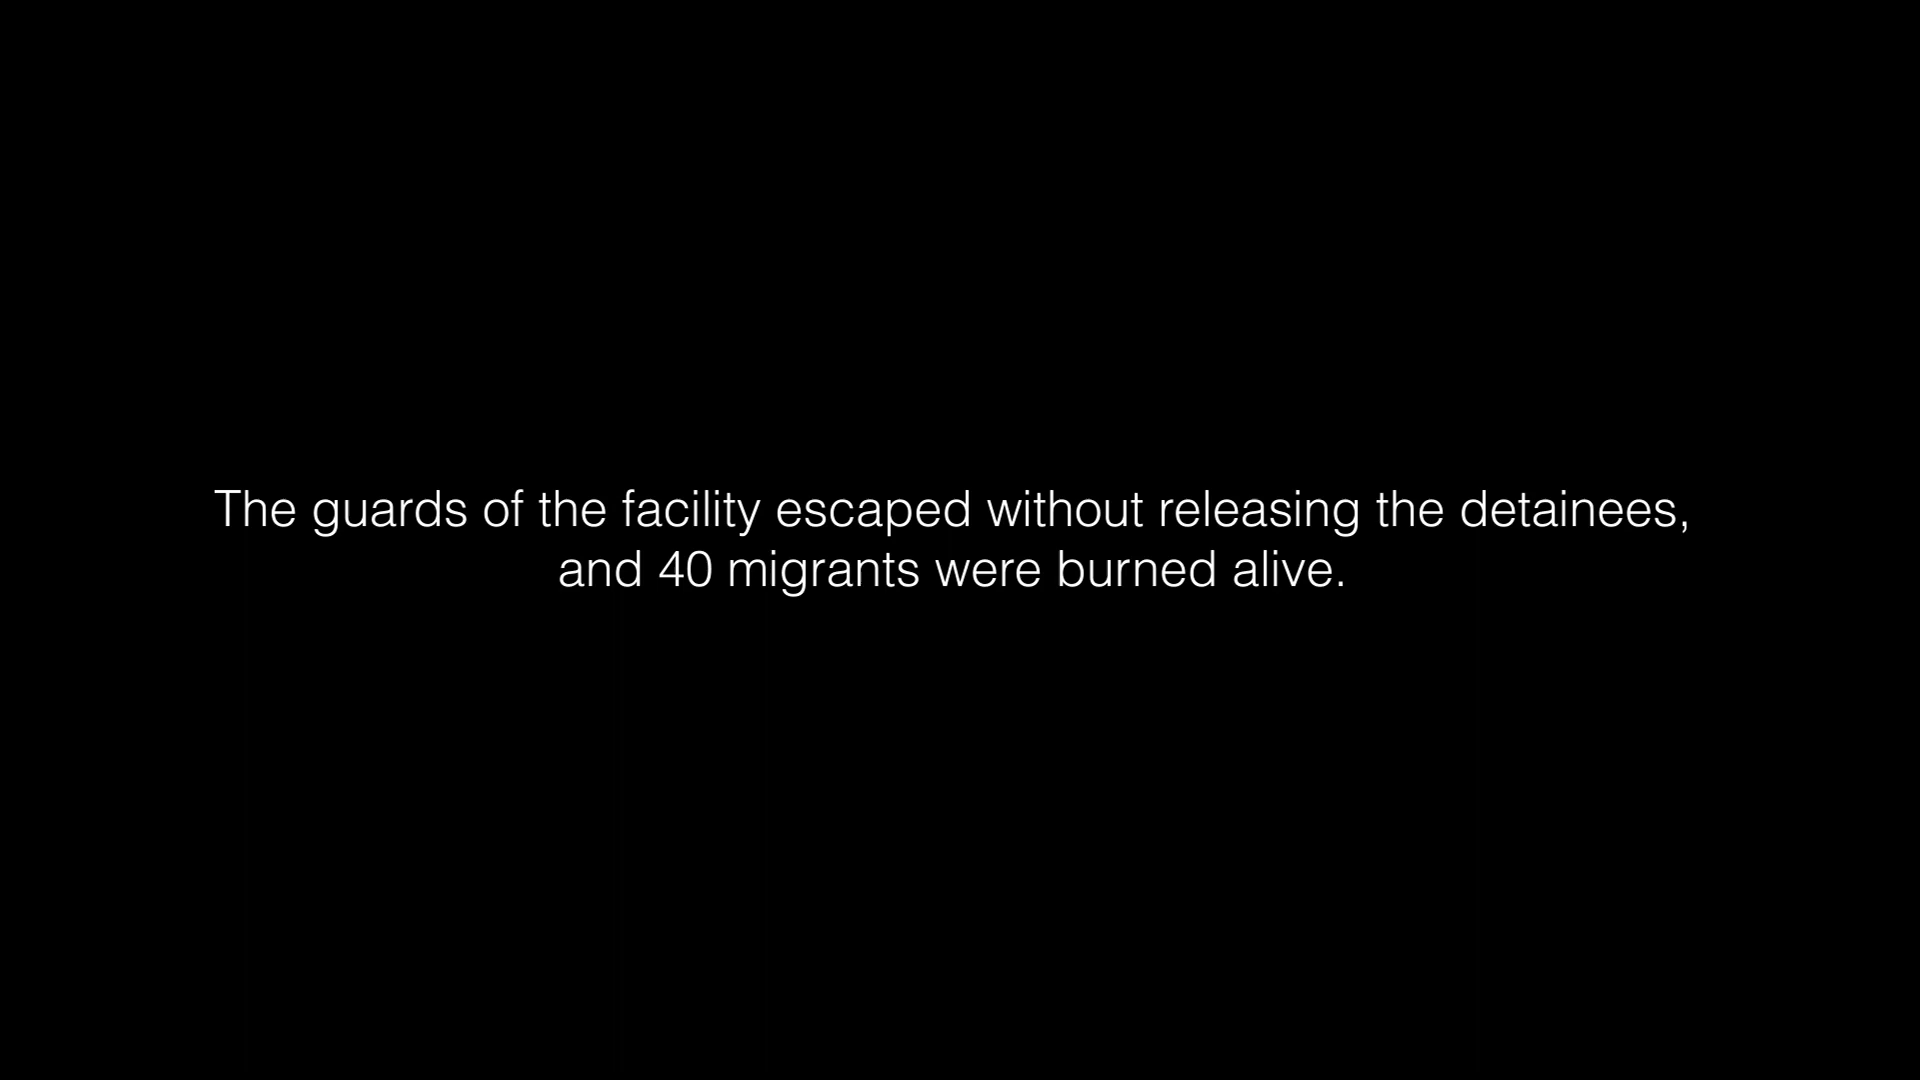 The guards of the facility escaped without releasing the detainees,
and 40 migrants were burned alive.